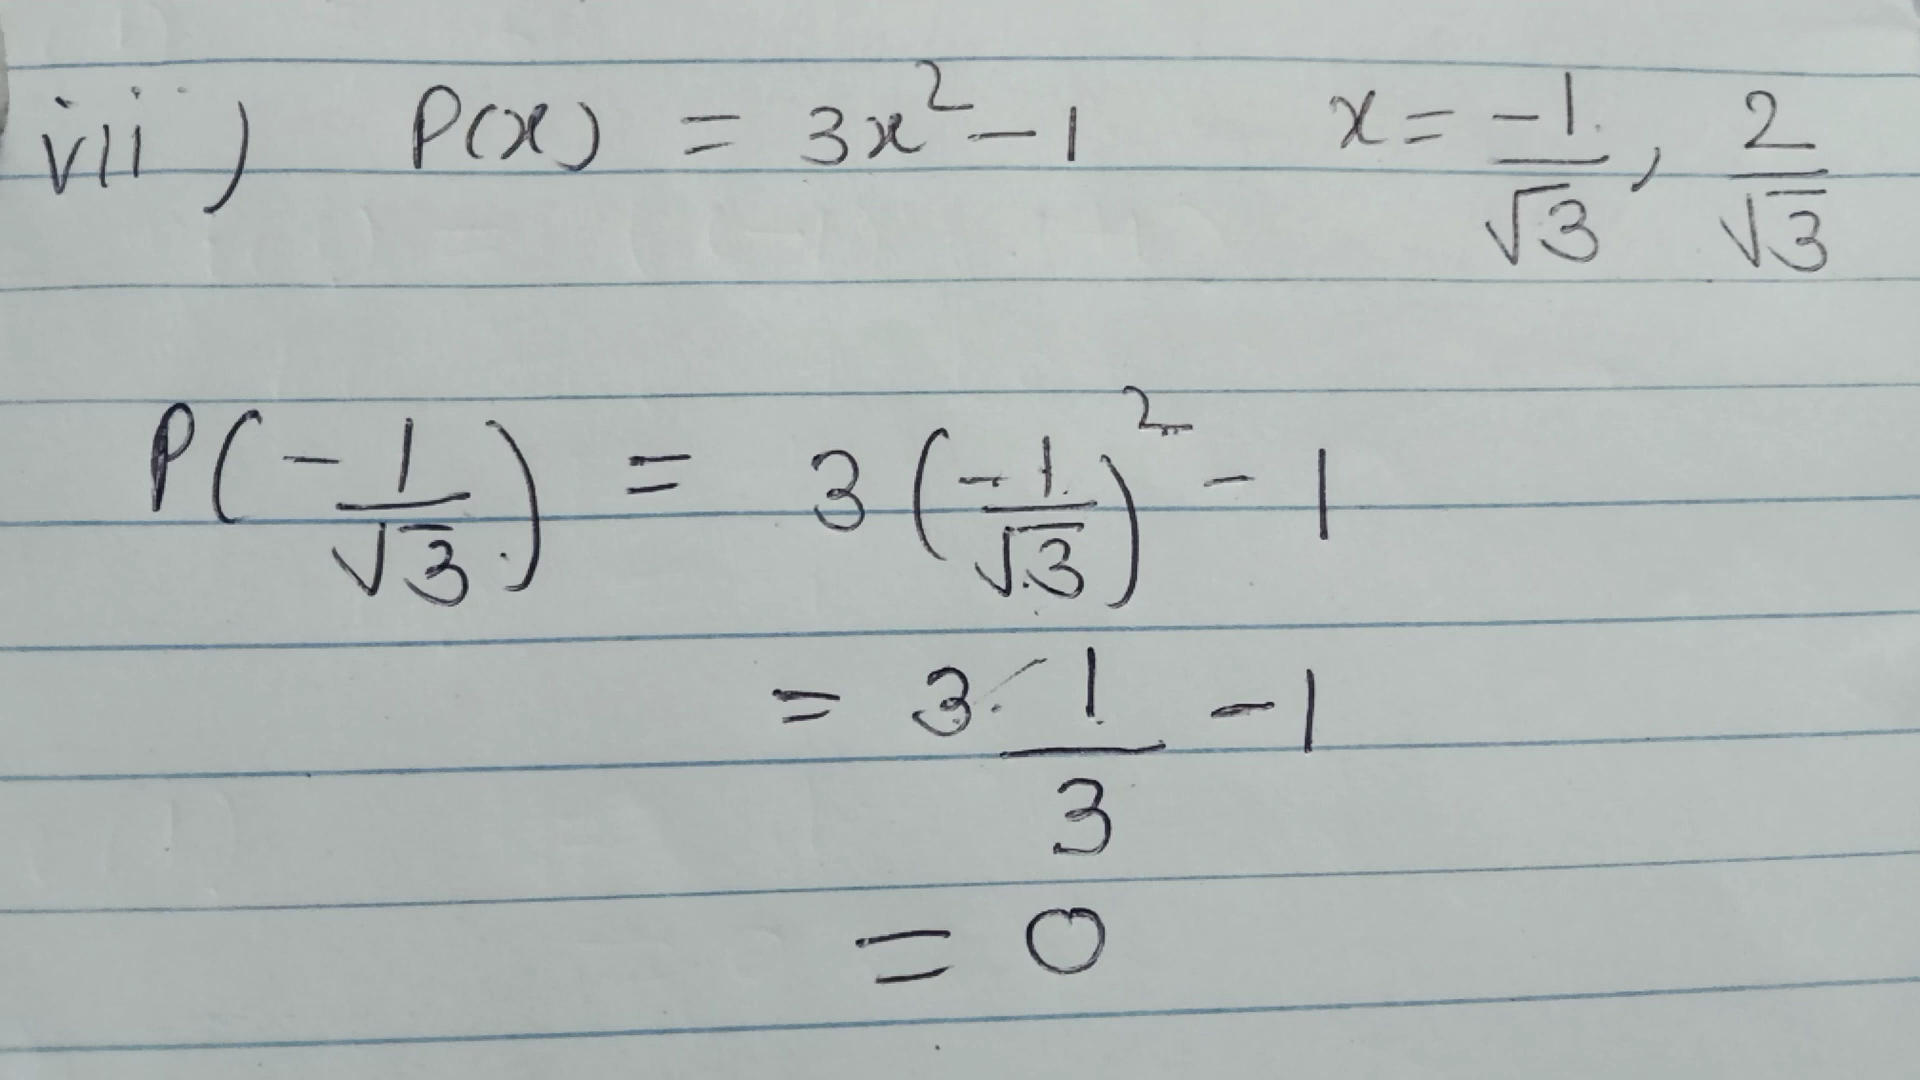 vii) P(x) = 3x² - 1 x = -1/√3, 2/√3
P(-1/√3) = 3(-1/√3)² - 1
= 3·1/3 - 1
= 0